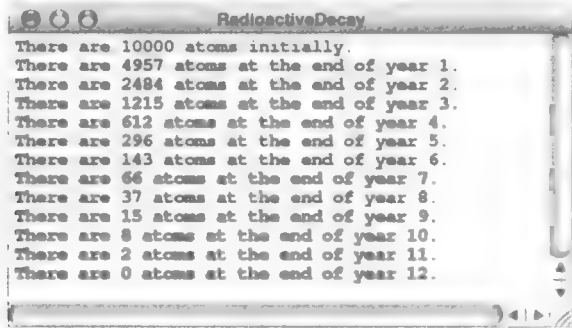 RadioactiveDecay
There are 10000 atoms initially.
There are 4957 atoms at the end of year 1.
There are 2484 atoms at the end of year 2.
There are 1215 atoms at the end of year 3.
There are 612 atoms at the end of year 4.
There are 296 atoms at the end of year 5.
There are 143 atoms at the end of year 6.
There are 66 atoms at the end of year 7.
There are 37 atoms at the end of year 8.
There are 15 atoms at the end of year 9.
There are 8 atoms at the end of year 10.
There are 2 atoms at the end of year 11.
There are 0 atoms at the end of year 12.